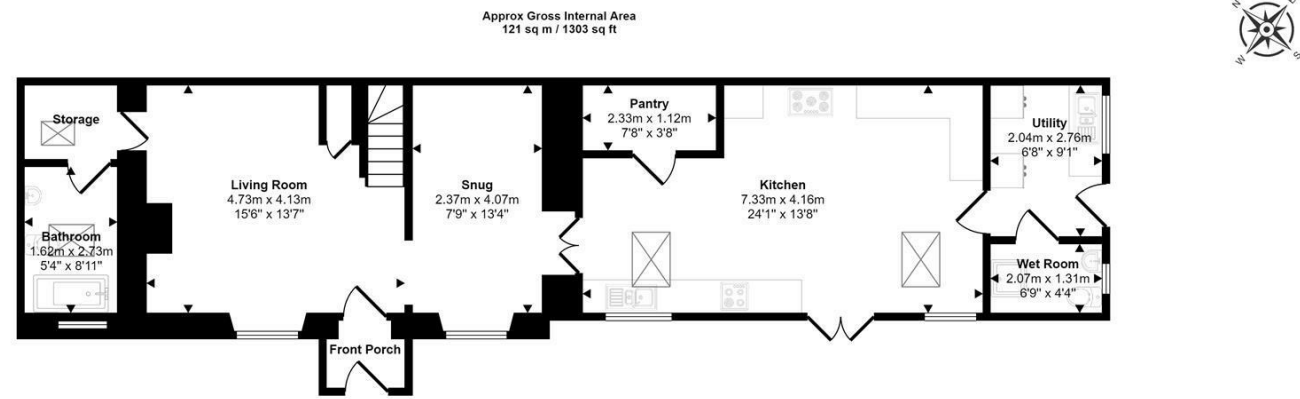 Approx Gross Internal Area
121 sq m / 1303 sq ft
N
E
W
S
Storage
Bathroom
1.62m x 2.73m
5'4" x 8'11"
Living Room
4.73m x 4.13m
15'6" x 13'7"
Front Porch
Snug
2.37m x 4.07m
7'9" x 13'4"
Pantry
2.33m x 1.12m
7'8" x 3'8"
Kitchen
7.33m x 4.16m
24'1" x 13'8"
Utility
2.04m x 2.76m
6'8" x 9'1"
Wet Room
2.07m x 1.31m
6'9" x 4'4"